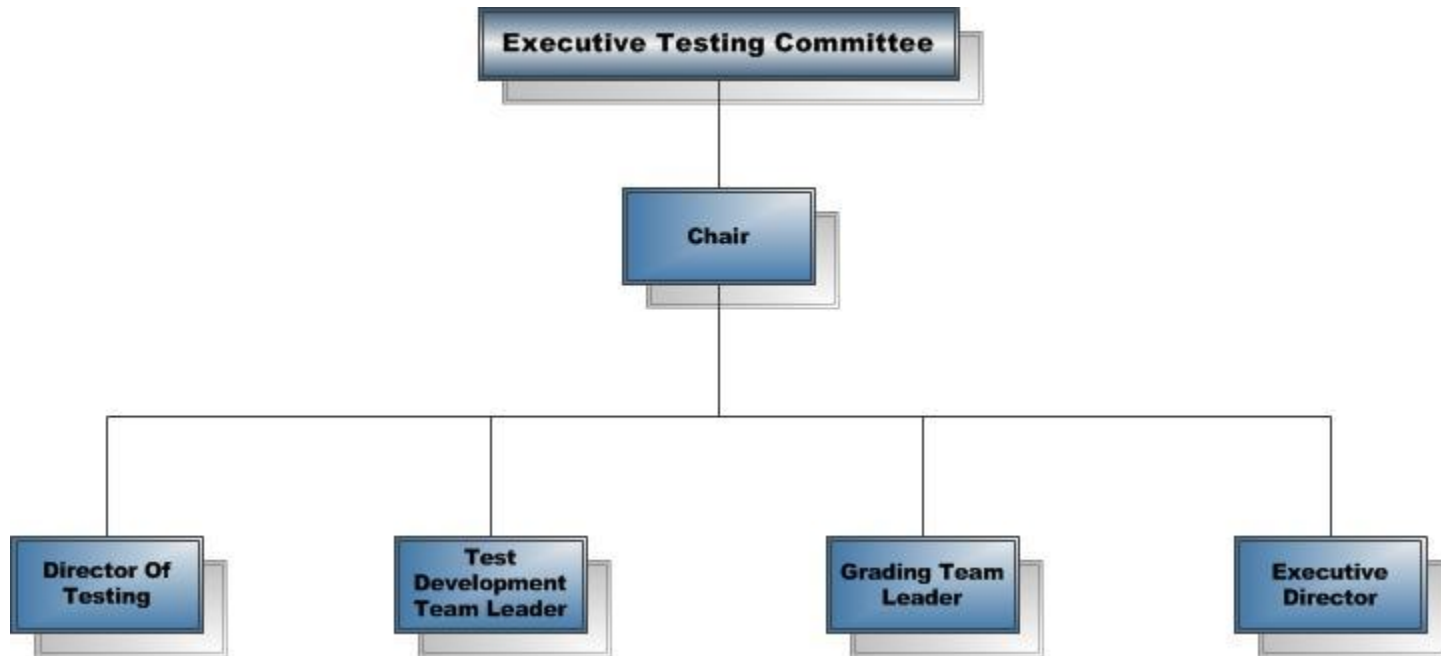 Executive Testing Committee
Chair
Director Of
Testing
Test
Development
Team Leader
Grading Team
Leader
Executive
Director